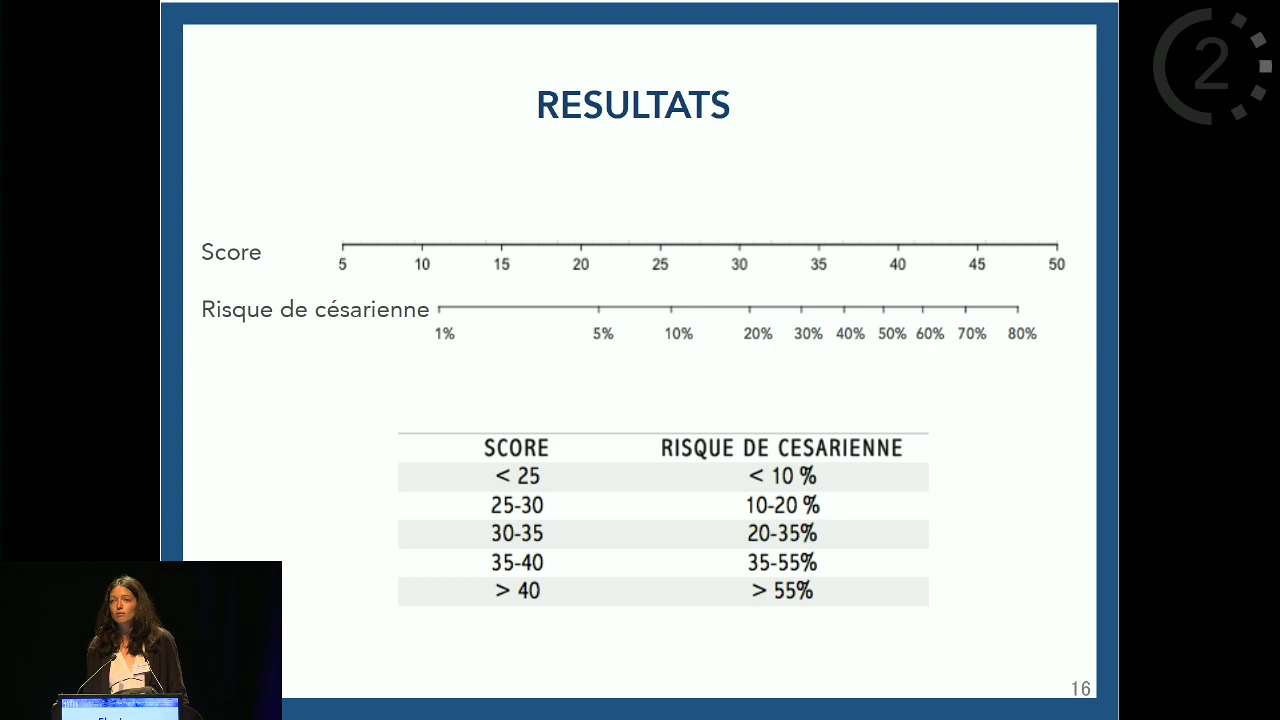 2
RESULTATS
Score
5 10 15 20 25 30 35 40 45 50
Risque de césarienne
1% 5% 10% 20% 30% 40% 50% 60% 70% 80%
SCORE RISQUE DE CESARIENNE
< 25 < 10 %
25-30 10-20 %
30-35 20-35%
35-40 35-55%
> 40 > 55%
16